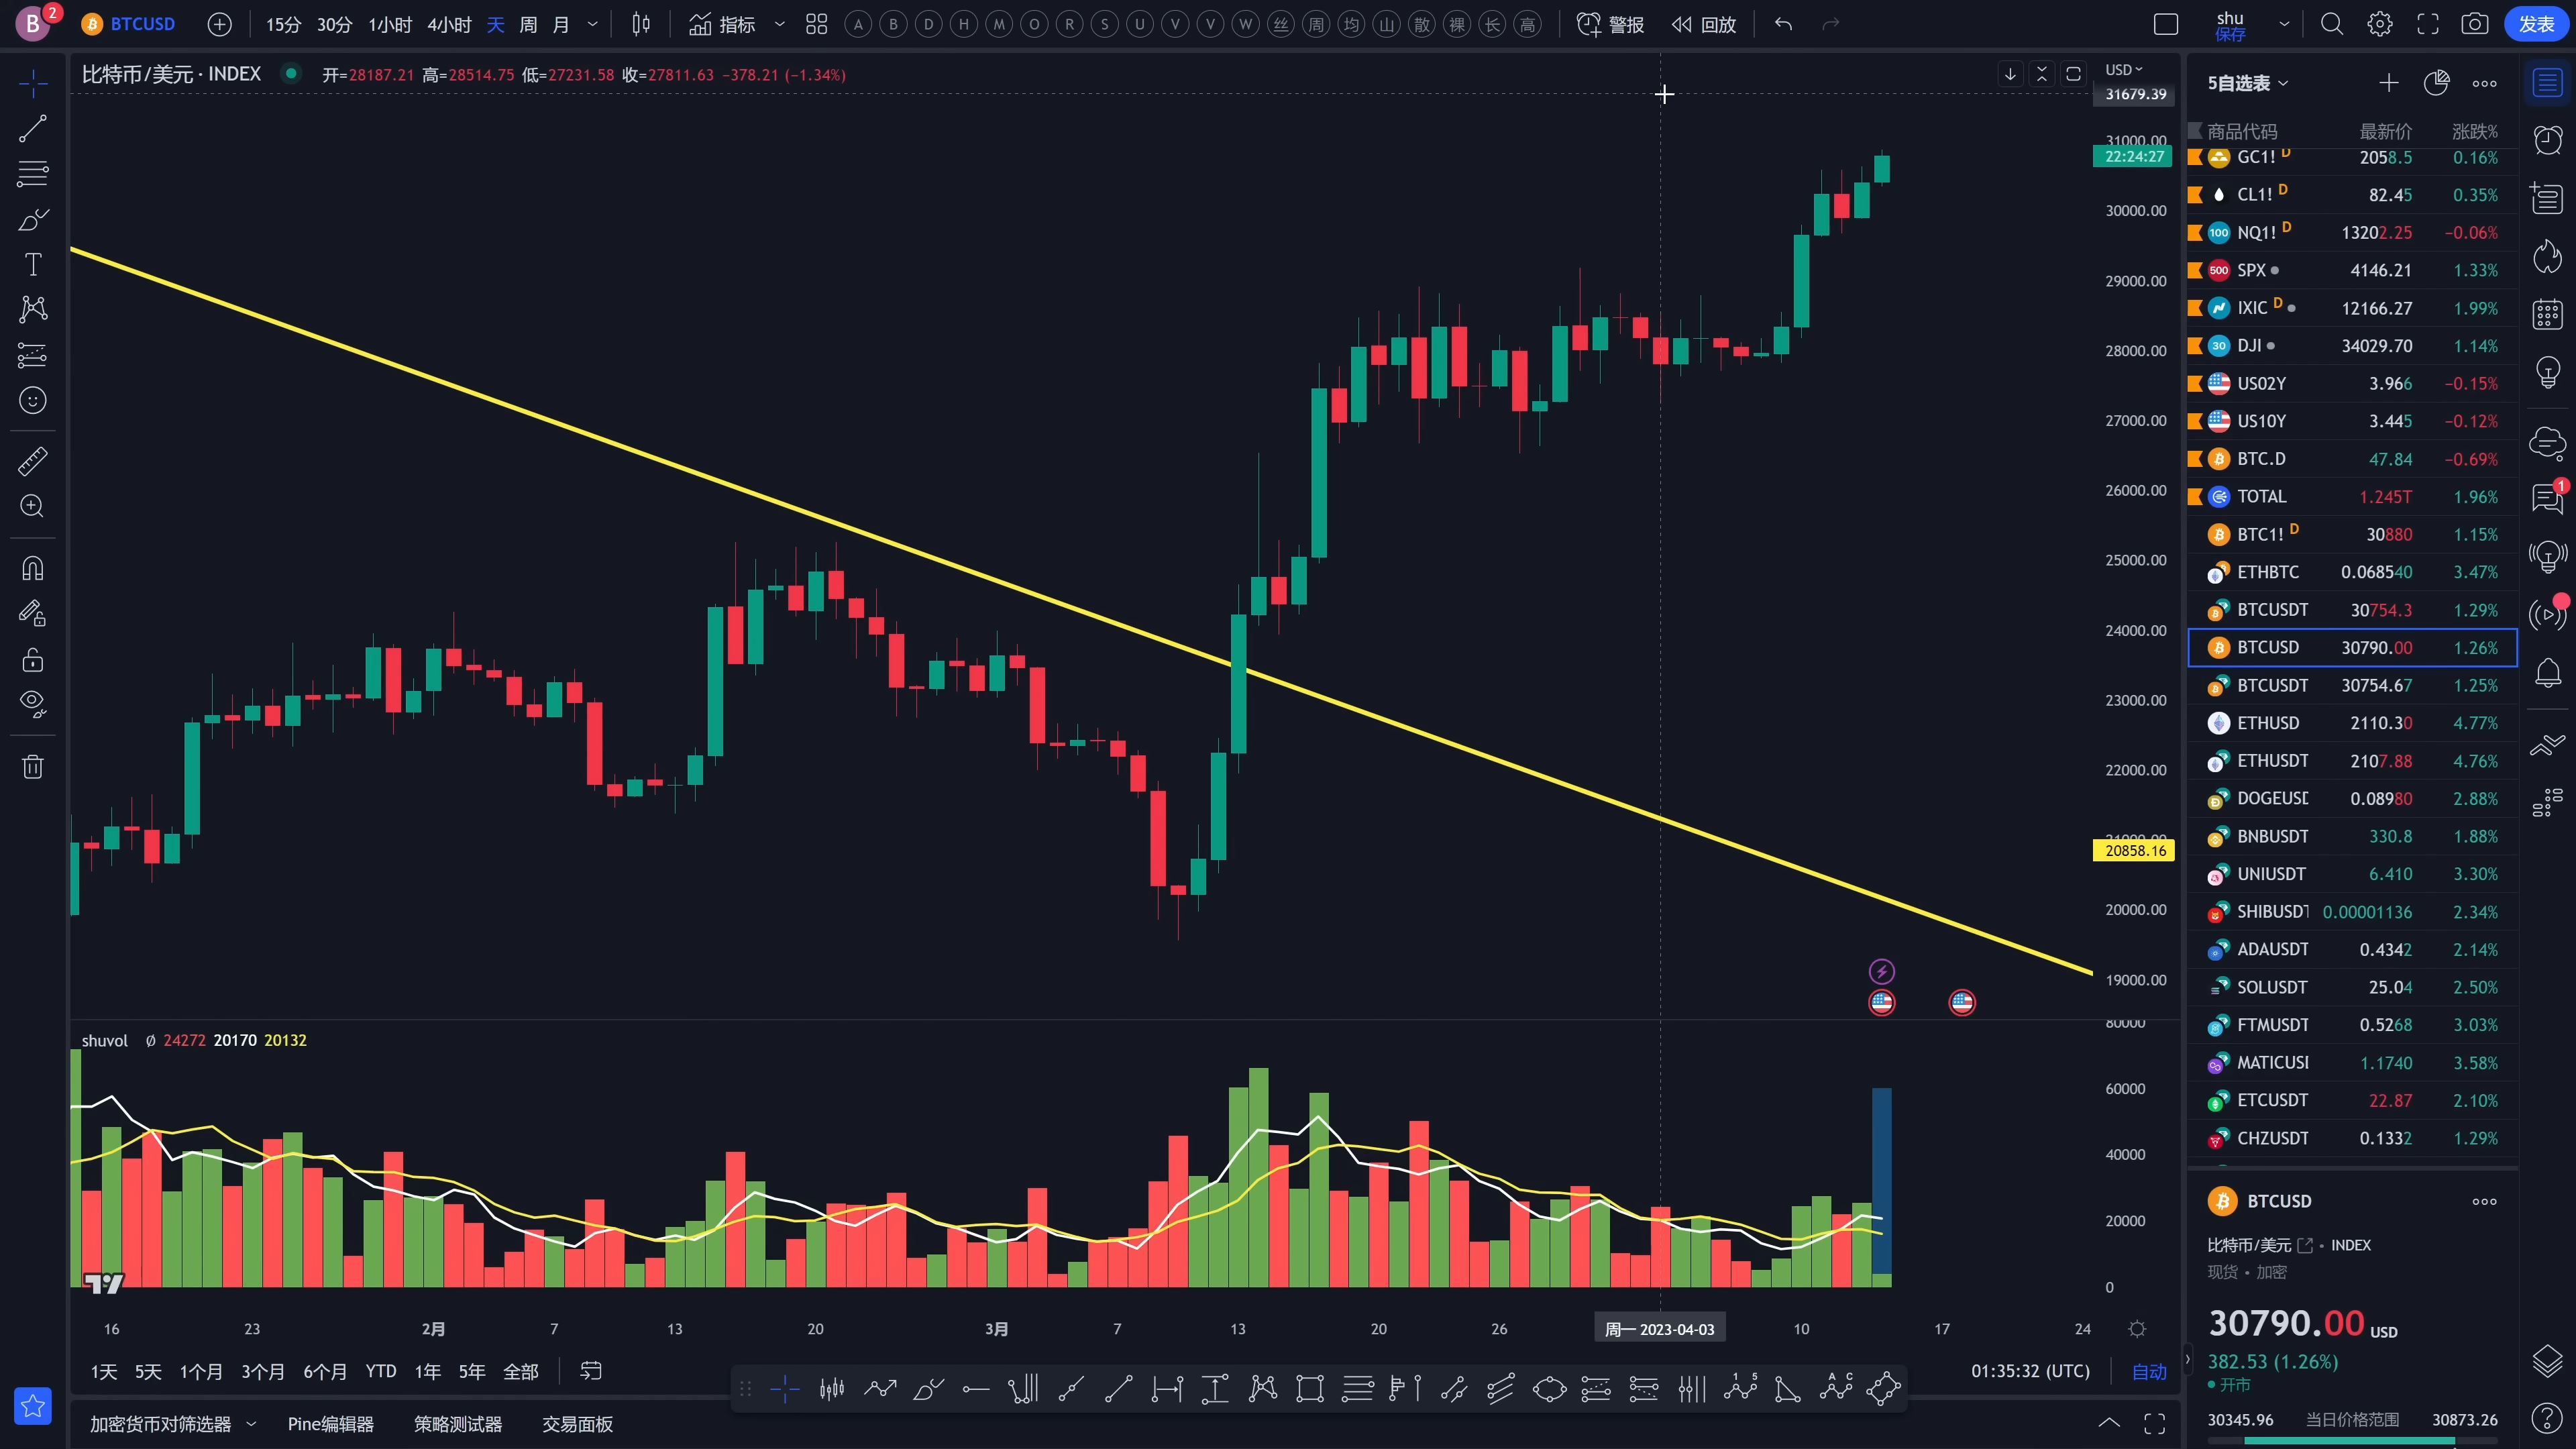 B 2 BTCUSD 15分 30分 1小时 4小时 天 周 月 指标 A B D H M O R S U V V W 丝 周 均 山 散 裸 长 高 警报 回放 shu 保存 发表
比特币/美元 · INDEX 开=28187.21 高=28514.75 低=27231.58 收=27811.63 −378.21 (−1.34%)
USD
31679.39
31000.00
22:24:27
30000.00
29000.00
28000.00
27000.00
26000.00
25000.00
24000.00
23000.00
22000.00
21000.00
20858.16
20000.00
19000.00
shuvol Ø 24272 20170 20132
80000
60000
40000
20000
0
16 23 2月 7 13 20 3月 7 13 20 26 周一 2023-04-03 10 17 24
1天 5天 1个月 3个月 6个月 YTD 1年 5年 全部
01:35:32 (UTC) 自动
加密货币对筛选器 Pine编辑器 策略测试器 交易面板
5自选表
商品代码 最新价 涨跌%
GC1! D 2058.5 0.16%
CL1! D 82.45 0.35%
100 NQ1! D 13202.25 −0.06%
500 SPX 4146.21 1.33%
IXIC D 12166.27 1.99%
30 DJI 34029.70 1.14%
US02Y 3.966 −0.15%
US10Y 3.445 −0.12%
BTC.D 47.84 −0.69%
TOTAL 1.245T 1.96%
BTC1! D 30880 1.15%
ETHBTC 0.068540 3.47%
BTCUSDT 30754.3 1.29%
BTCUSD 30790.00 1.26%
BTCUSDT 30754.67 1.25%
ETHUSD 2110.30 4.77%
ETHUSDT 2107.88 4.76%
DOGEUSD 0.08980 2.88%
BNBUSDT 330.8 1.88%
UNIUSDT 6.410 3.30%
SHIBUSDT 0.00001136 2.34%
ADAUSDT 0.4342 2.14%
SOLUSDT 25.04 2.50%
FTMUSDT 0.5268 3.03%
MATICUSI 1.1740 3.58%
ETCUSDT 22.87 2.10%
CHZUSDT 0.1332 1.29%
BTCUSD
比特币/美元 · INDEX
现货 · 加密
30790.00 USD
382.53 (1.26%)
开市
30345.96 当日价格范围 30873.26
1